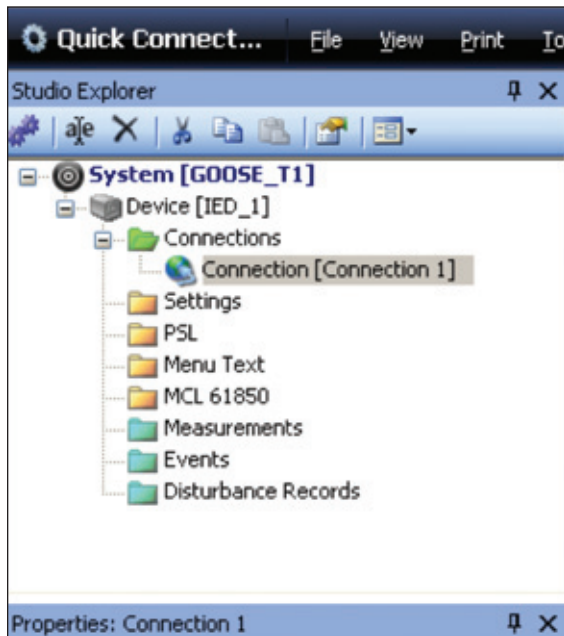 Quick Connect... File View Print To
Studio Explorer
aje
System [GOOSE_T1]
Device [IED_1]
Connections
Connection [Connection 1]
Settings
PSL
Menu Text
MCL 61850
Measurements
Events
Disturbance Records
Properties: Connection 1